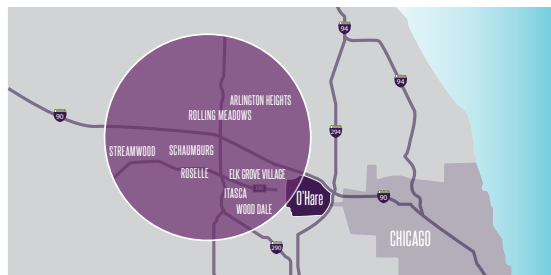 94
94
ARLINGTON HEIGHTS
90
ROLLING MEADOWS
294
STREAMWOOD
SCHAUMBURG
ROSELLE
ELK GROVE VILLAGE
ITASCA
O'Hare
90
WOOD DALE
CHICAGO
290